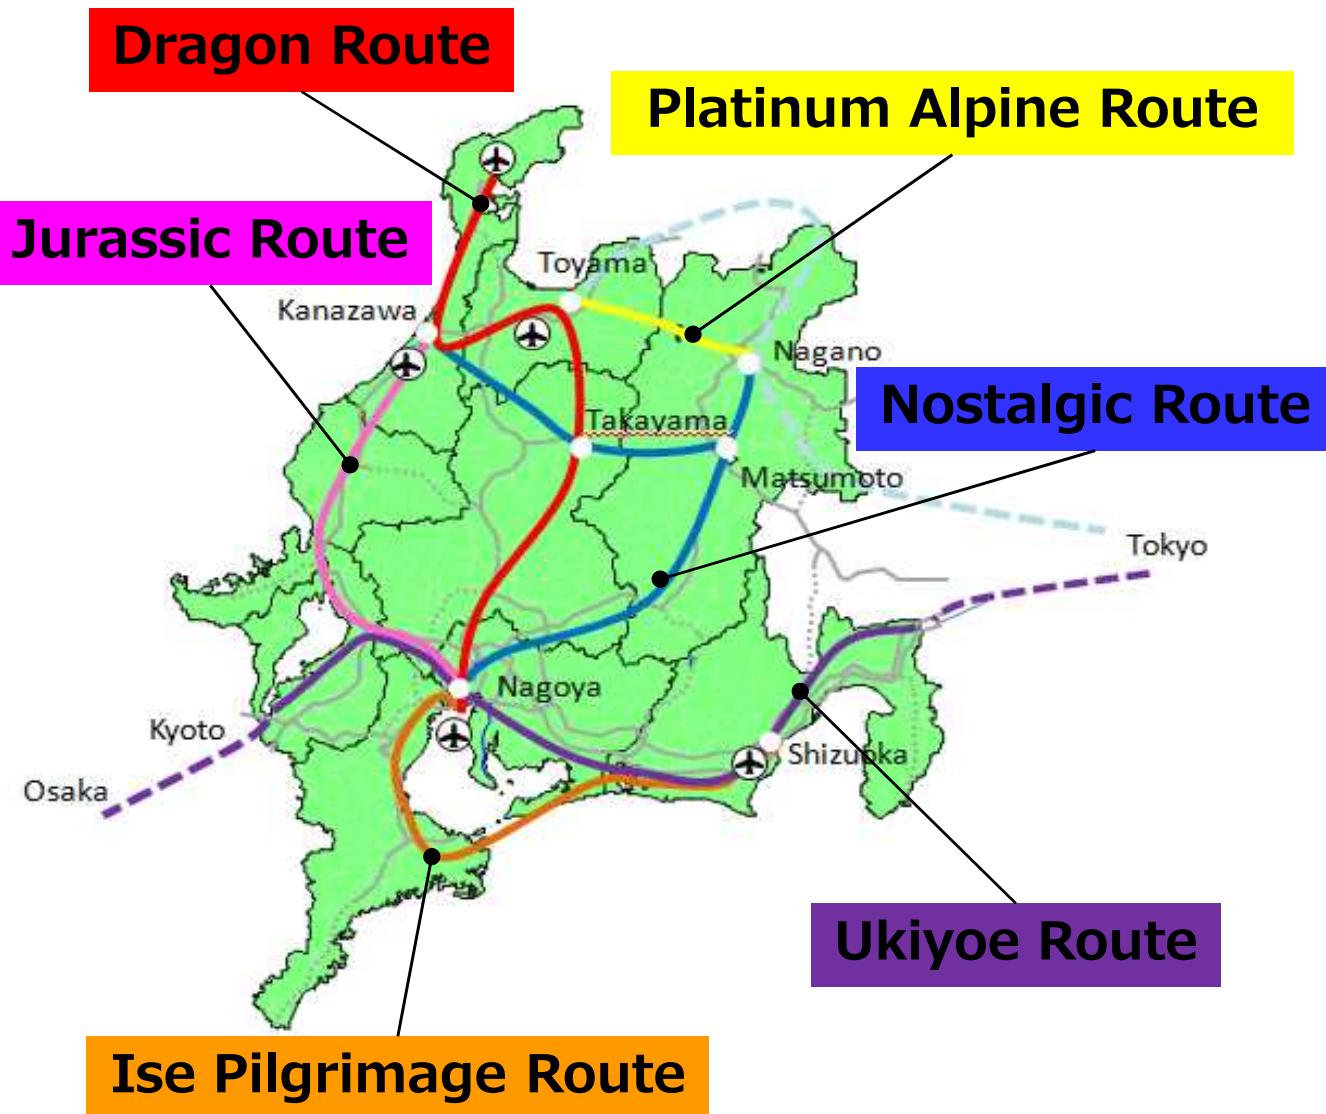 Dragon Route
Platinum Alpine Route
Jurassic Route
Toyama
Kanazawa
Nagano
Nostalgic Route
Takayama
Matsumoto
Tokyo
Nagoya
Kyoto
Shizuoka
Osaka
Ukiyoe Route
Ise Pilgrimage Route